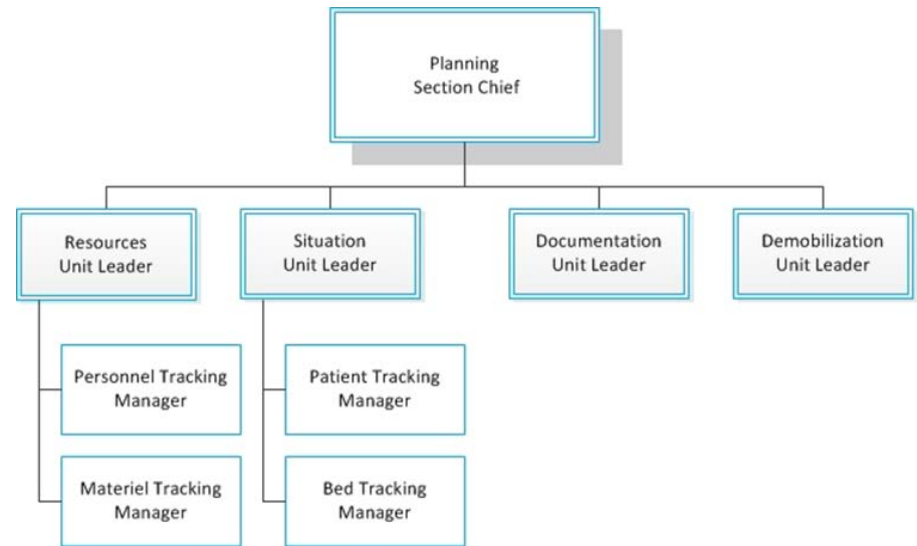 Planning
Section Chief
Resources
Unit Leader
Situation
Unit Leader
Documentation
Unit Leader
Demobilization
Unit Leader
Personnel Tracking
Manager
Patient Tracking
Manager
Materiel Tracking
Manager
Bed Tracking
Manager